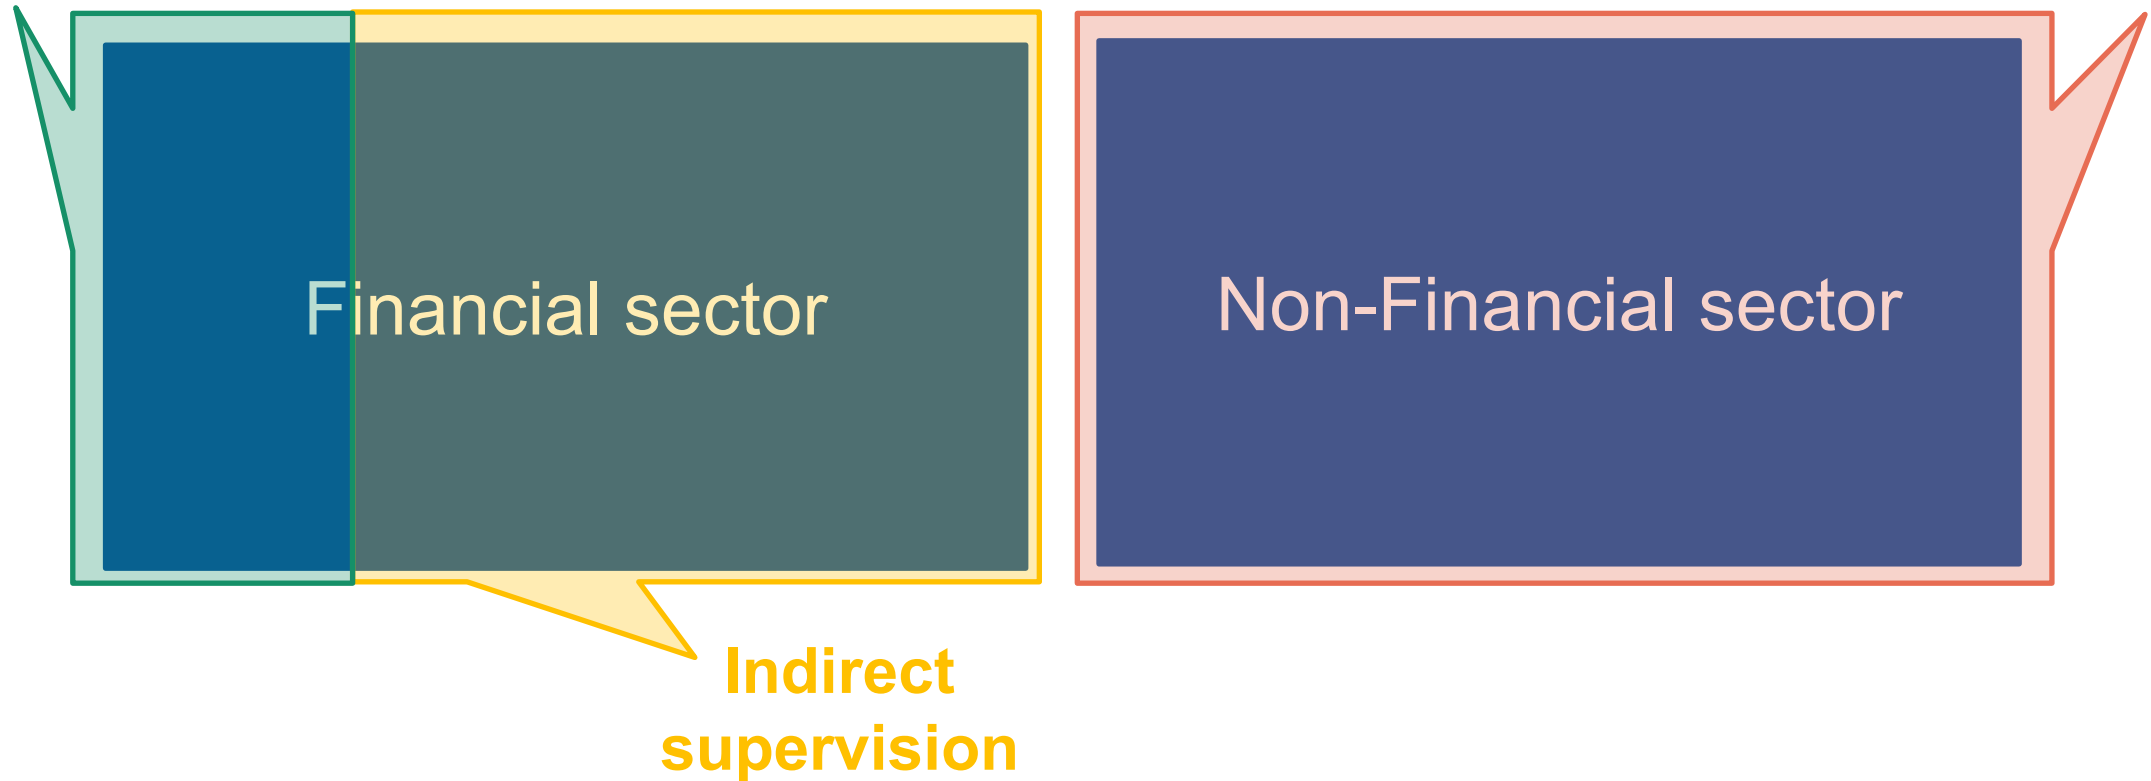 Financial sector
Non-Financial sector
Indirect
supervision